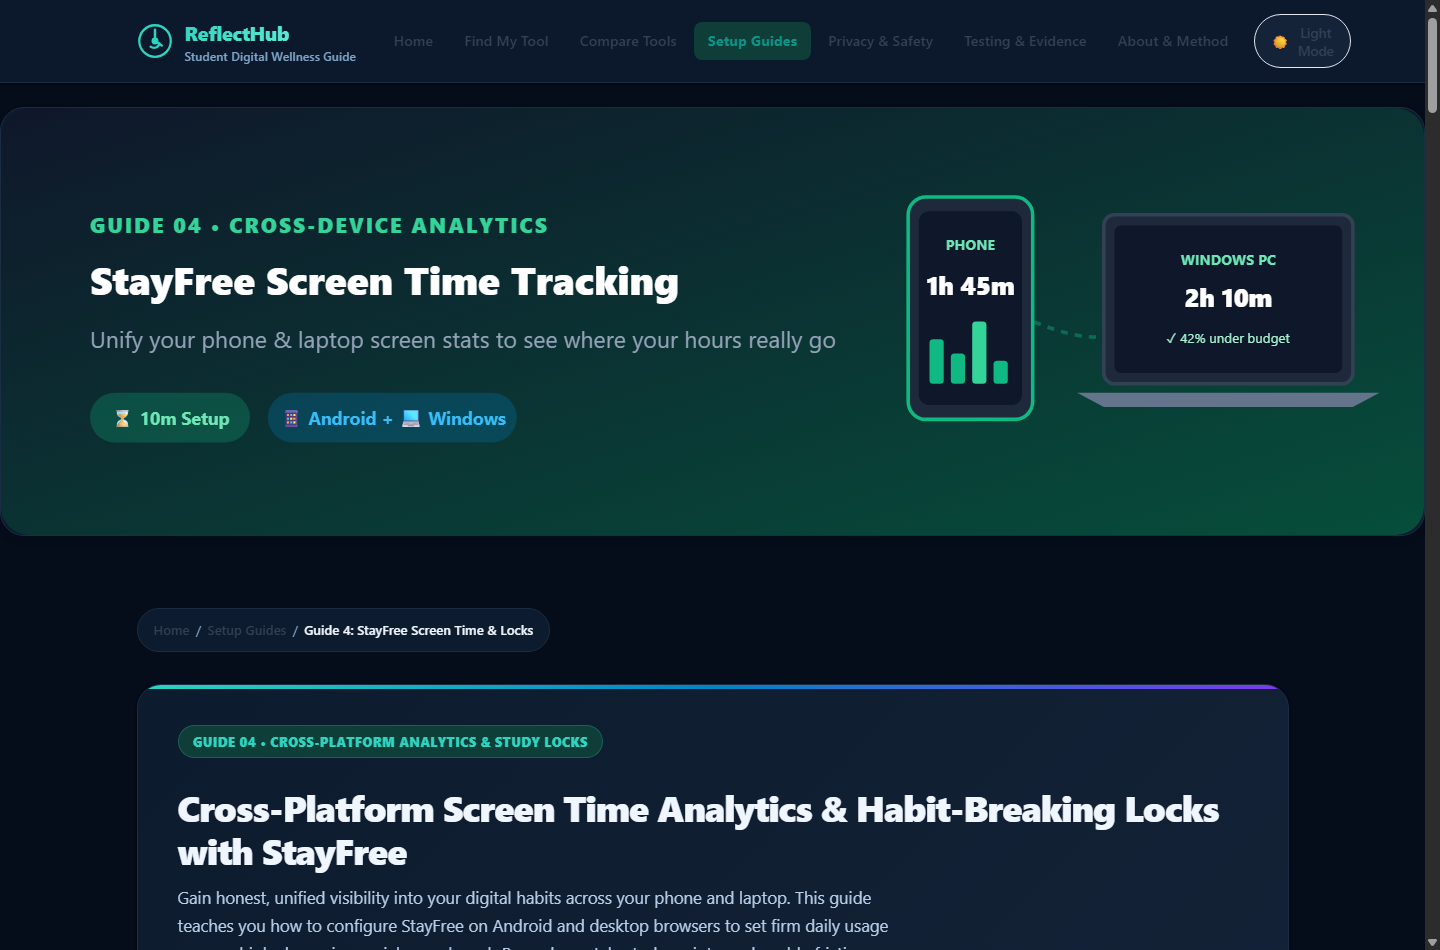 ReflectHub
Student Digital Wellness Guide
Home
Find My Tool
Compare Tools
Setup Guides
Privacy & Safety
Testing & Evidence
About & Method
Light
Mode
GUIDE 04 • CROSS-DEVICE ANALYTICS
StayFree Screen Time Tracking
Unify your phone & laptop screen stats to see where your hours really go
10m Setup
Android + Windows
PHONE
1h 45m
WINDOWS PC
2h 10m
✓ 42% under budget
Home / Setup Guides / Guide 4: StayFree Screen Time & Locks
GUIDE 04 • CROSS-PLATFORM ANALYTICS & STUDY LOCKS
Cross-Platform Screen Time Analytics & Habit-Breaking Locks
with StayFree
Gain honest, unified visibility into your digital habits across your phone and laptop. This guide
teaches you how to configure StayFree on Android and desktop browsers to set firm daily usage